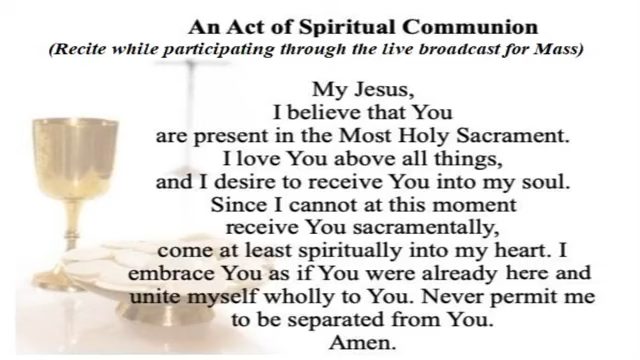 An Act of Spiritual Communion
(Recite while participating through the live broadcast for Mass)
My Jesus,
I believe that You
are present in the Most Holy Sacrament.
I love You above all things,
and I desire to receive You into my soul.
Since I cannot at this moment
receive You sacramentally,
come at least spiritually into my heart. I
embrace You as if You were already here and
unite myself wholly to You. Never permit me
to be separated from You.
Amen.